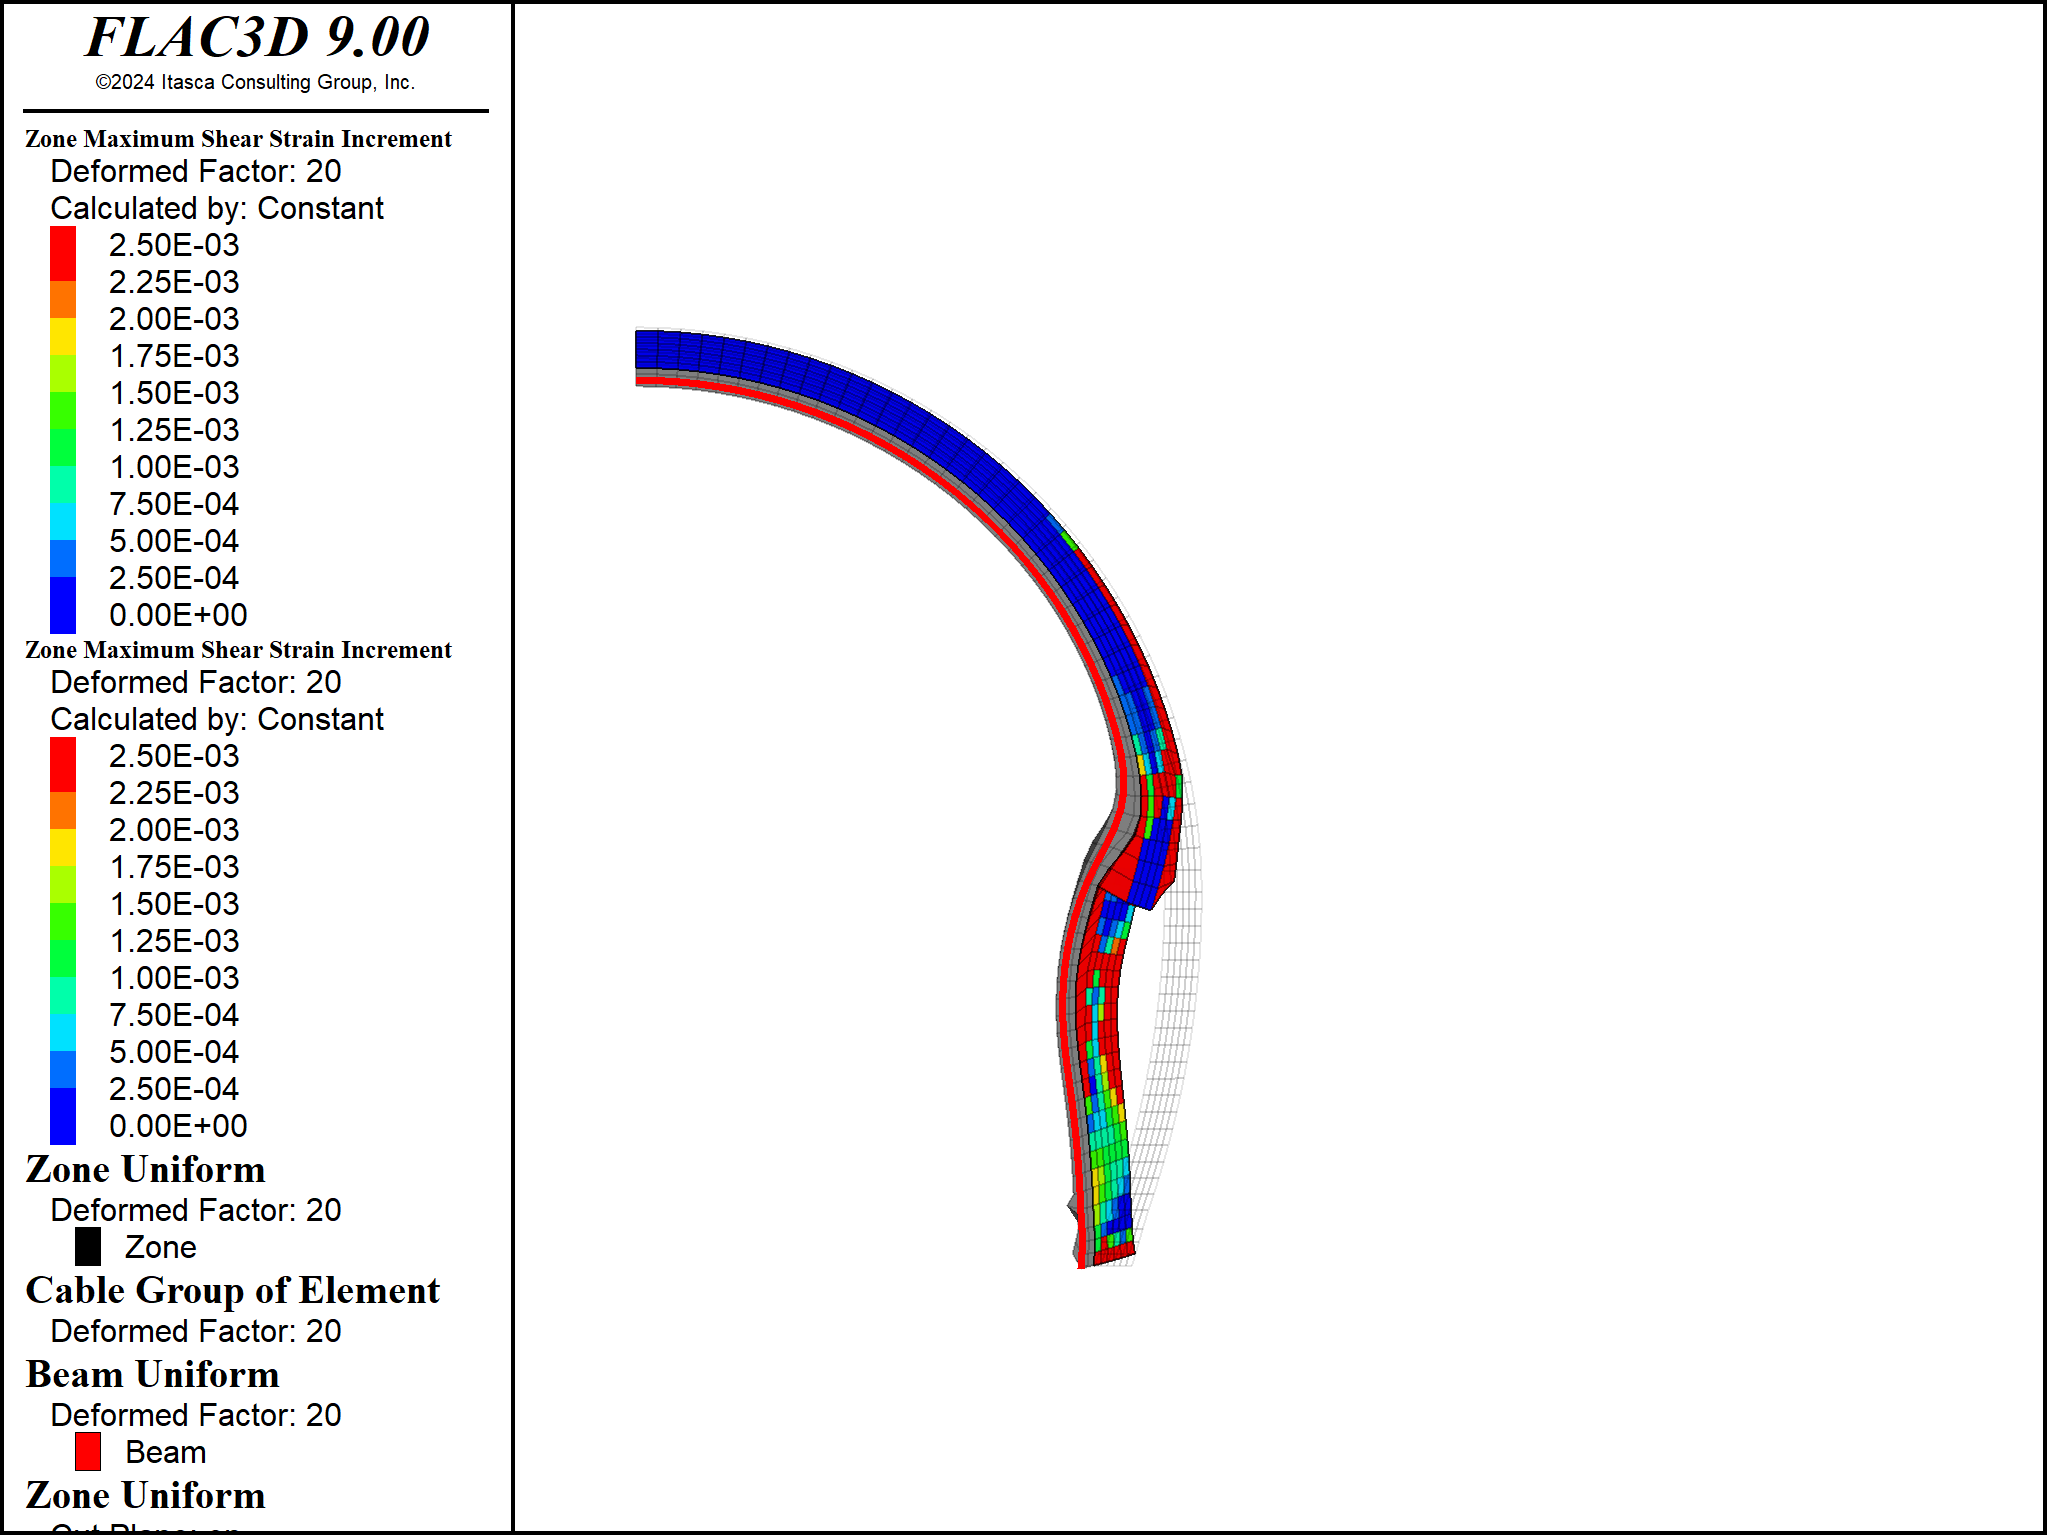 FLAC3D 9.00
©2024 Itasca Consulting Group, Inc.
Zone Maximum Shear Strain Increment
Deformed Factor: 20
Calculated by: Constant
2.50E-03
2.25E-03
2.00E-03
1.75E-03
1.50E-03
1.25E-03
1.00E-03
7.50E-04
5.00E-04
2.50E-04
0.00E+00
Zone Maximum Shear Strain Increment
Deformed Factor: 20
Calculated by: Constant
2.50E-03
2.25E-03
2.00E-03
1.75E-03
1.50E-03
1.25E-03
1.00E-03
7.50E-04
5.00E-04
2.50E-04
0.00E+00
Zone Uniform
Deformed Factor: 20
Zone
Cable Group of Element
Deformed Factor: 20
Beam Uniform
Deformed Factor: 20
Beam
Zone Uniform